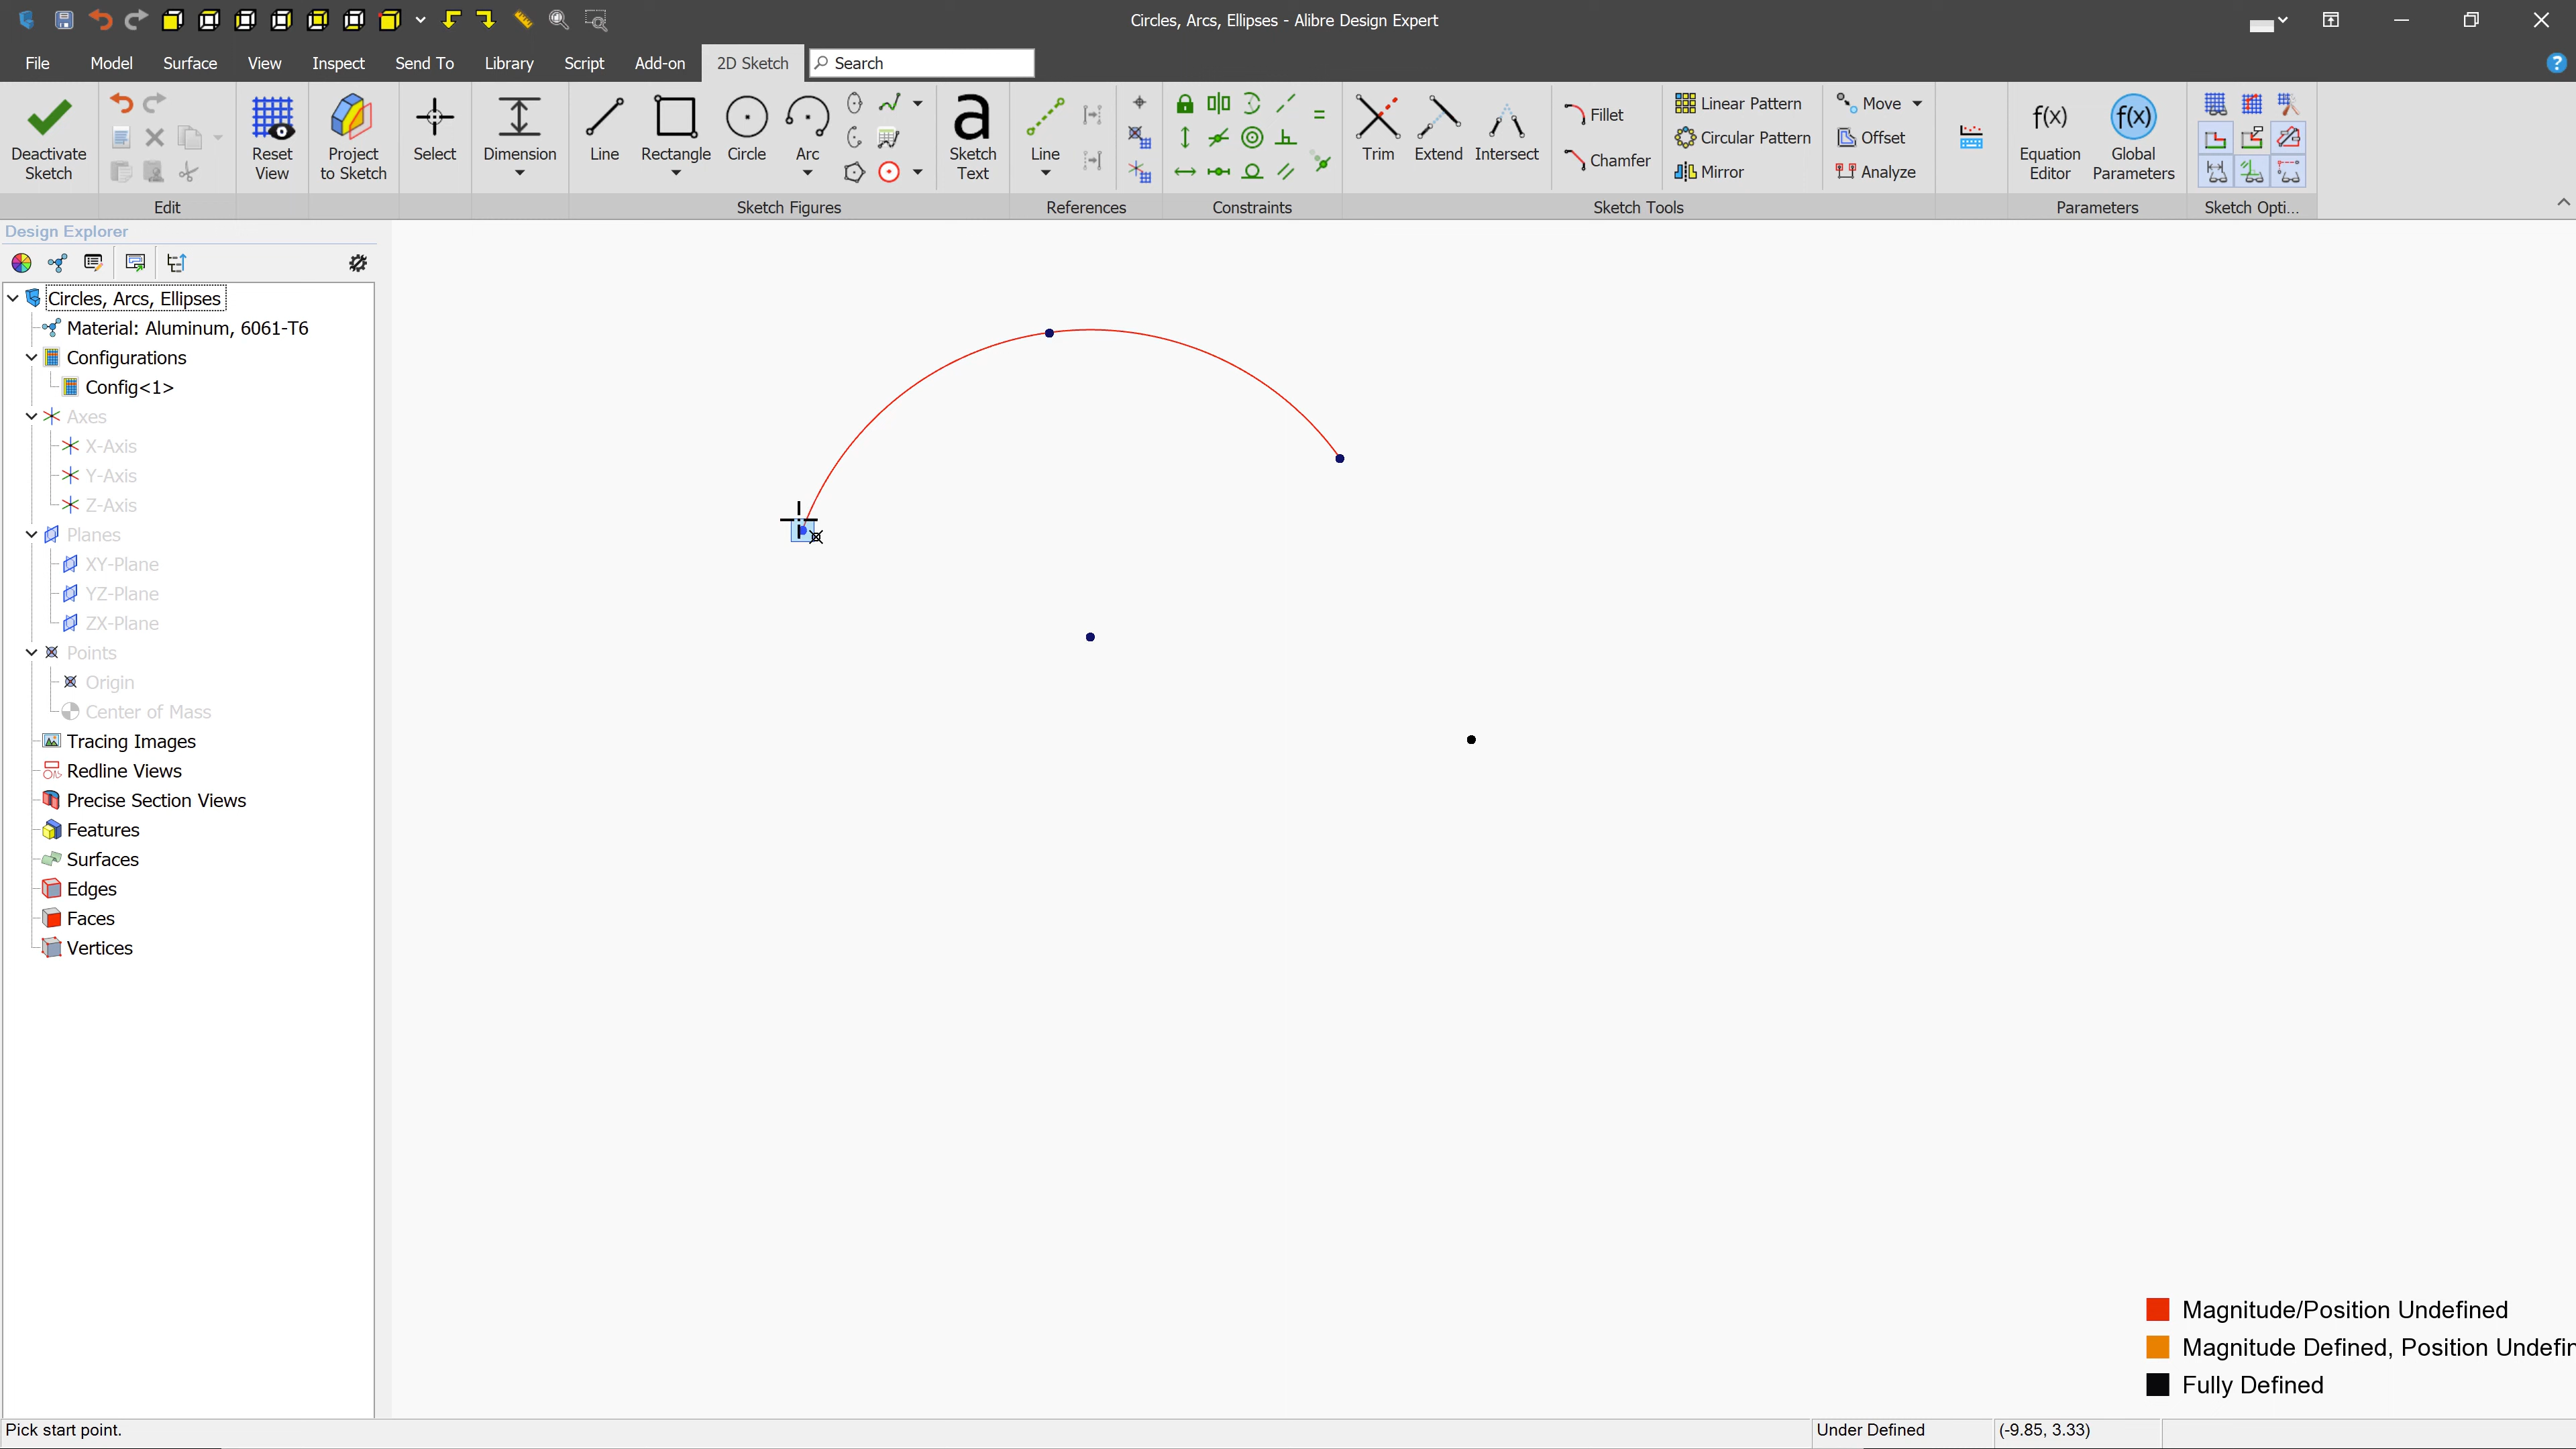 Circles, Arcs, Ellipses - Alibre Design Expert
File Model Surface View Inspect Send To Library Script Add-on 2D Sketch Search
Deactivate Sketch
Reset View
Project to Sketch
Select
Dimension
Line
Rectangle
Circle
Arc
Sketch Text
Line
Trim
Extend
Intersect
Fillet
Chamfer
Linear Pattern
Circular Pattern
Mirror
Move
Offset
Analyze
Equation Editor
Global Parameters
Edit
Sketch Figures
References
Constraints
Sketch Tools
Parameters
Sketch Opti...
Design Explorer
Circles, Arcs, Ellipses
Material: Aluminum, 6061-T6
Configurations
Config<1>
Axes
X-Axis
Y-Axis
Z-Axis
Planes
XY-Plane
YZ-Plane
ZX-Plane
Points
Origin
Center of Mass
Tracing Images
Redline Views
Precise Section Views
Features
Surfaces
Edges
Faces
Vertices
Magnitude/Position Undefined
Magnitude Defined, Position Undefin
Fully Defined
Pick start point.
Under Defined
(-9.85, 3.33)